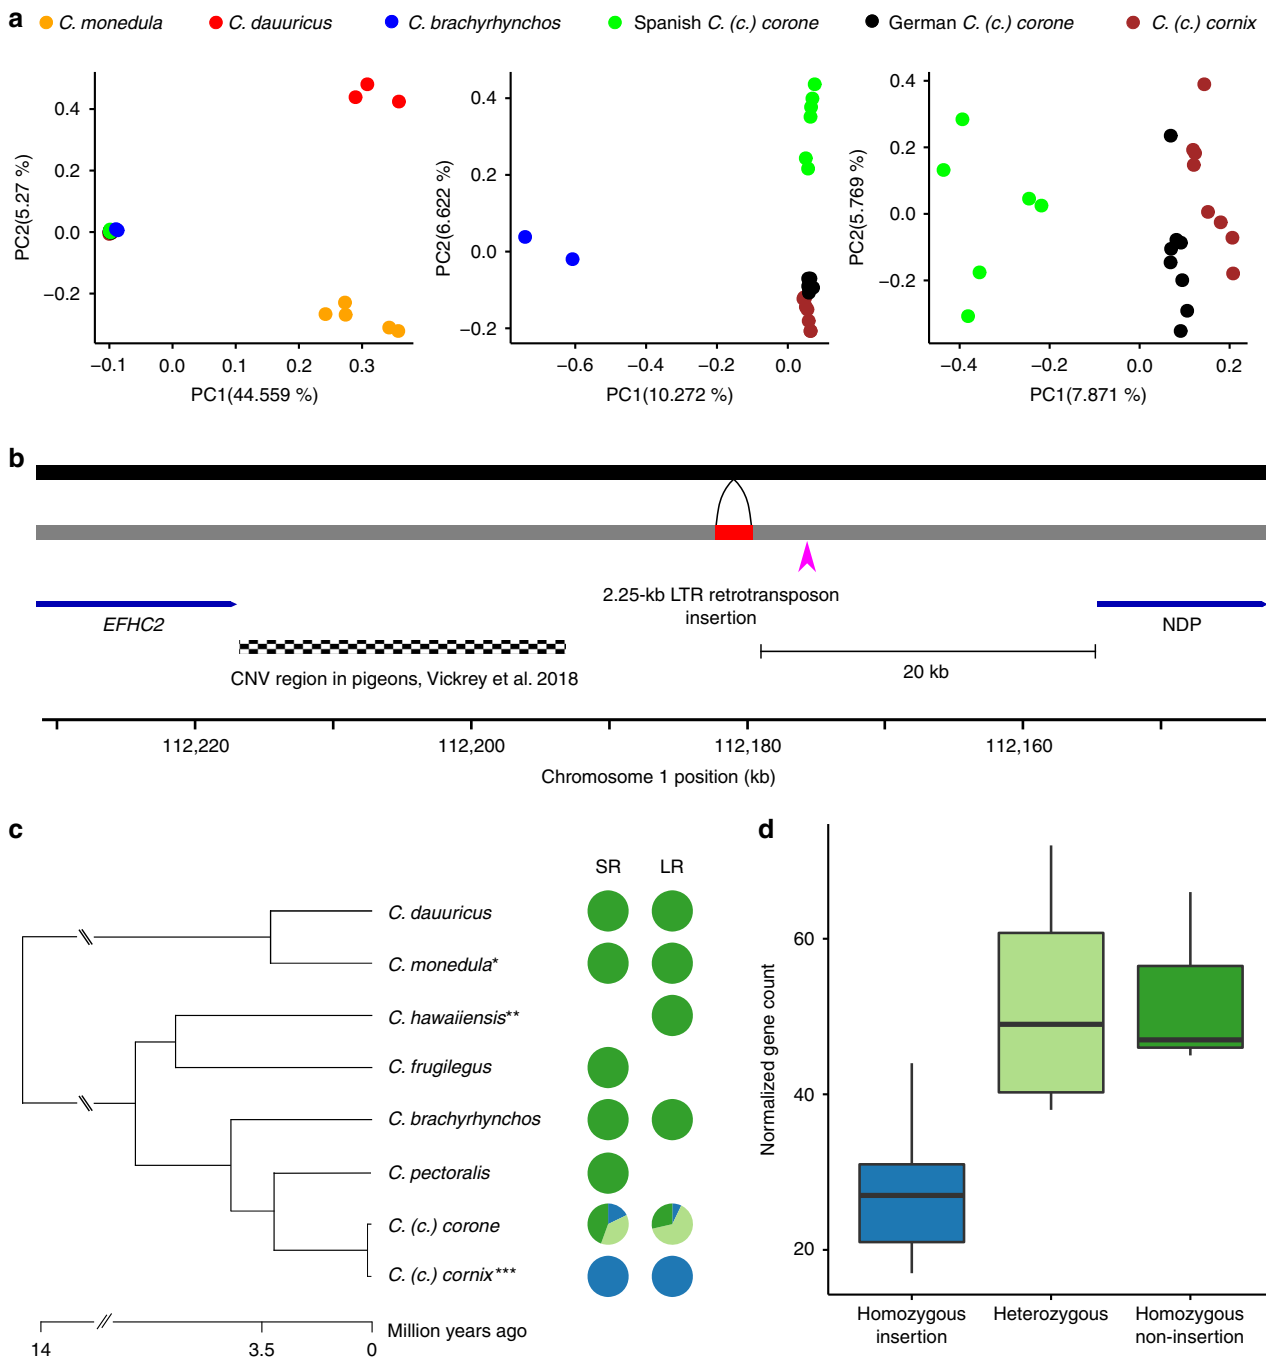 a
C. monedula
C. dauuricus
C. brachyrhynchos
Spanish C. (c.) corone
German C. (c.) corone
C. (c.) cornix
PC2(5.27 %)
0.4
0.2
0.0
−0.2
−0.1
0.0
0.1
0.2
0.3
PC1(44.559 %)
PC2(6.622 %)
0.4
0.2
0.0
−0.2
−0.6
−0.4
−0.2
0.0
PC1(10.272 %)
PC2(5.769 %)
0.4
0.2
0.0
−0.2
−0.4
−0.2
0.0
0.2
PC1(7.871 %)
b
2.25-kb LTR retrotransposon
insertion
EFHC2
NDP
CNV region in pigeons, Vickrey et al. 2018
20 kb
112,220
112,200
112,180
112,160
Chromosome 1 position (kb)
c
SR
LR
C. dauuricus
C. monedula*
C. hawaiiensis**
C. frugilegus
C. brachyrhynchos
C. pectoralis
C. (c.) corone
C. (c.) cornix***
14
3.5
0
Million years ago
d
Normalized gene count
60
40
20
Homozygous
insertion
Heterozygous
Homozygous
non-insertion